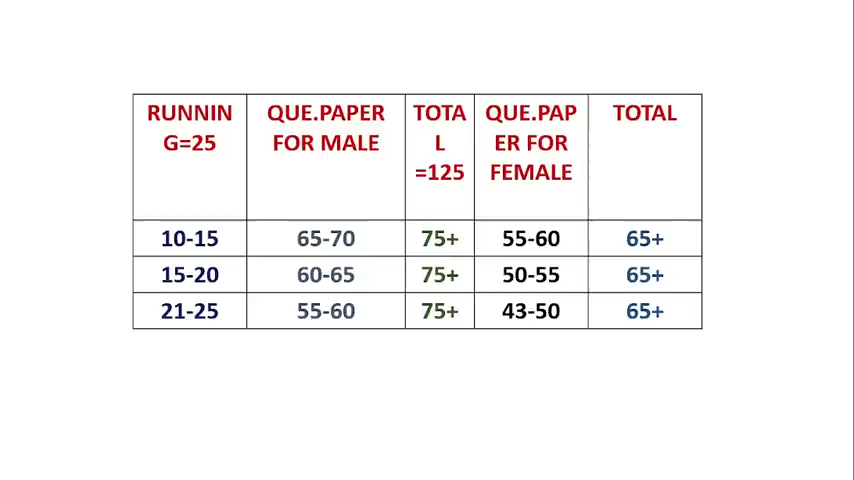 RUNNIN QUE.PAPER TOTA QUE.PAP TOTAL
G=25 FOR MALE L ER FOR
=125 FEMALE
10-15 65-70 75+ 55-60 65+
15-20 60-65 75+ 50-55 65+
21-25 55-60 75+ 43-50 65+